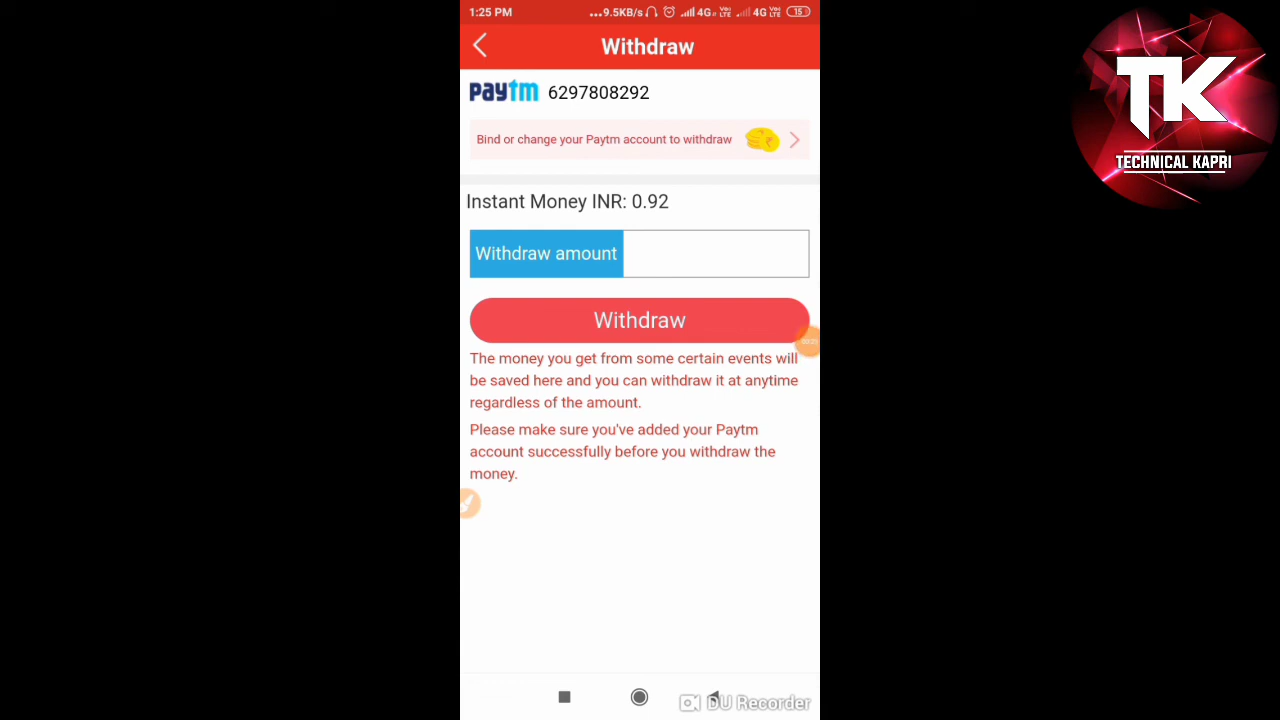 1:25 PM ...9.5KB/s 4G VoLTE 4G VoLTE 15
Withdraw
paytm 6297808292
Bind or change your Paytm account to withdraw
Instant Money INR: 0.92
Withdraw amount
Withdraw
The money you get from some certain events will
be saved here and you can withdraw it at anytime
regardless of the amount.
Please make sure you've added your Paytm
account successfully before you withdraw the
money.
DU Recorder
TK
TECHNICAL KAPRI